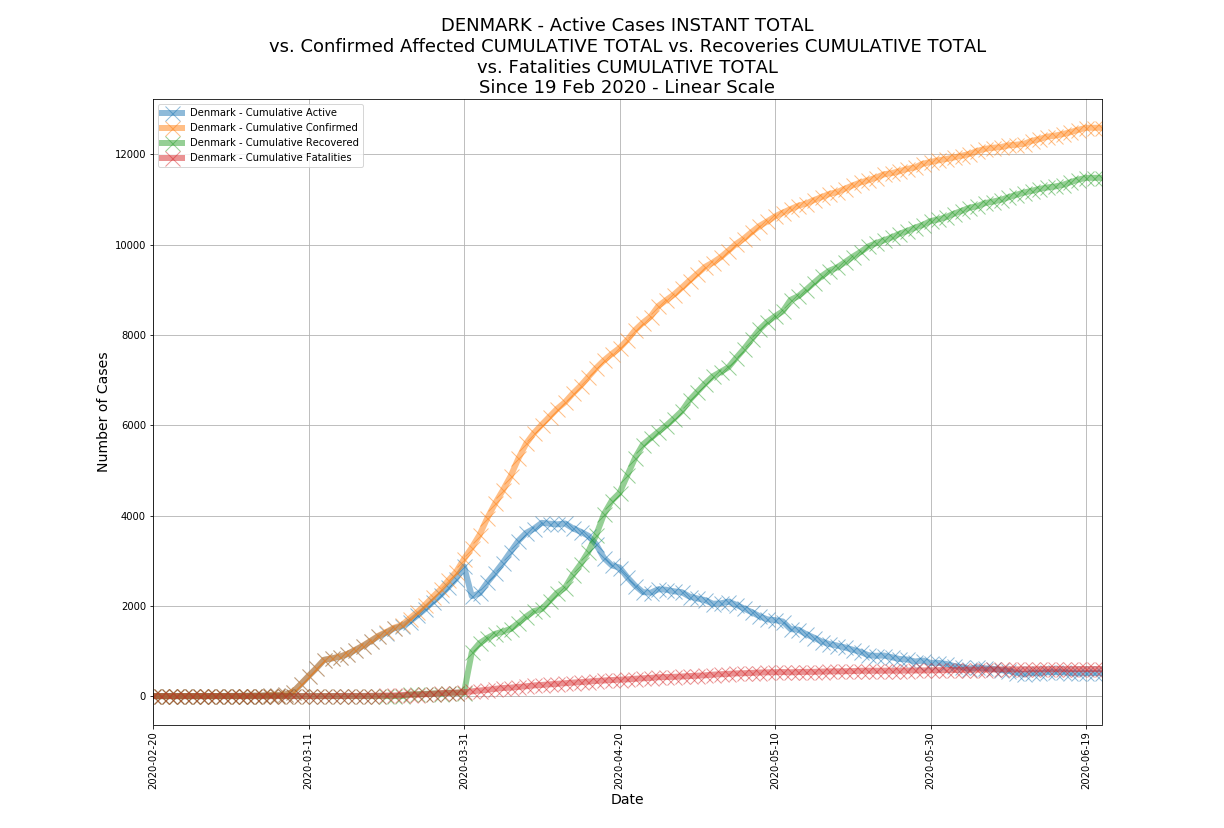 DENMARK - Active Cases INSTANT TOTAL
vs. Confirmed Affected CUMULATIVE TOTAL vs. Recoveries CUMULATIVE TOTAL
vs. Fatalities CUMULATIVE TOTAL
Since 19 Feb 2020 - Linear Scale
Denmark - Cumulative Active
Denmark - Cumulative Confirmed
Denmark - Cumulative Recovered
Denmark - Cumulative Fatalities
Number of Cases
12000
10000
8000
6000
4000
2000
0
2020-02-20
2020-03-11
2020-03-31
2020-04-20
2020-05-10
2020-05-30
2020-06-19
Date